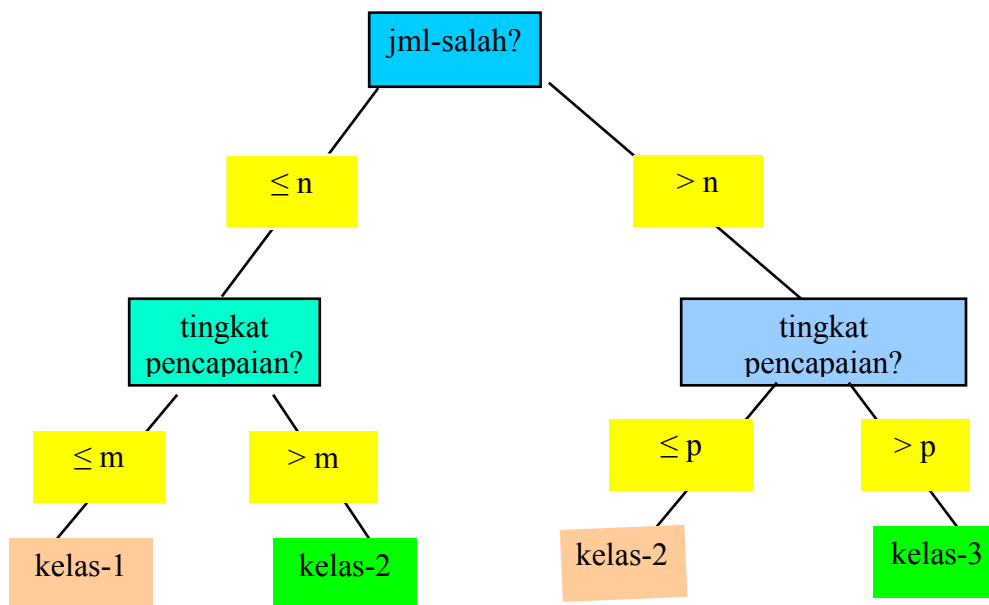 jml-salah?
≤ n
> n
tingkat
pencapaian?
tingkat
pencapaian?
≤ m
> m
≤ p
> p
kelas-1
kelas-2
kelas-2
kelas-3